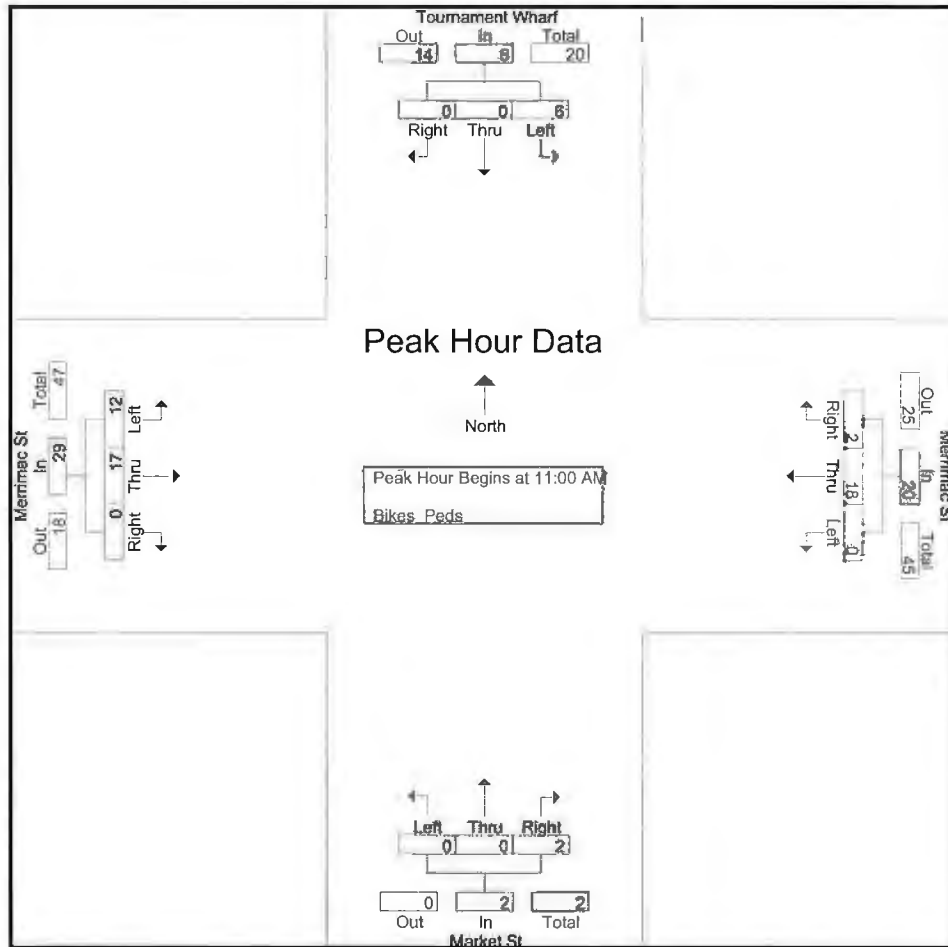 Tournament Wharf
Out In Total
14 6 20
0 0 6
Right Thru Left
Peak Hour Data
North
Peak Hour Begins at 11:00 AM
Bikes Peds
Merrimac St
Out In Total
18 29 47
Right Thru Left
0 17 12
Merrimac St
Out In Total
25 20 45
Right Thru Left
2 18 0
Left Thru Right
0 0 2
0 2 2
Out In Total
Market St